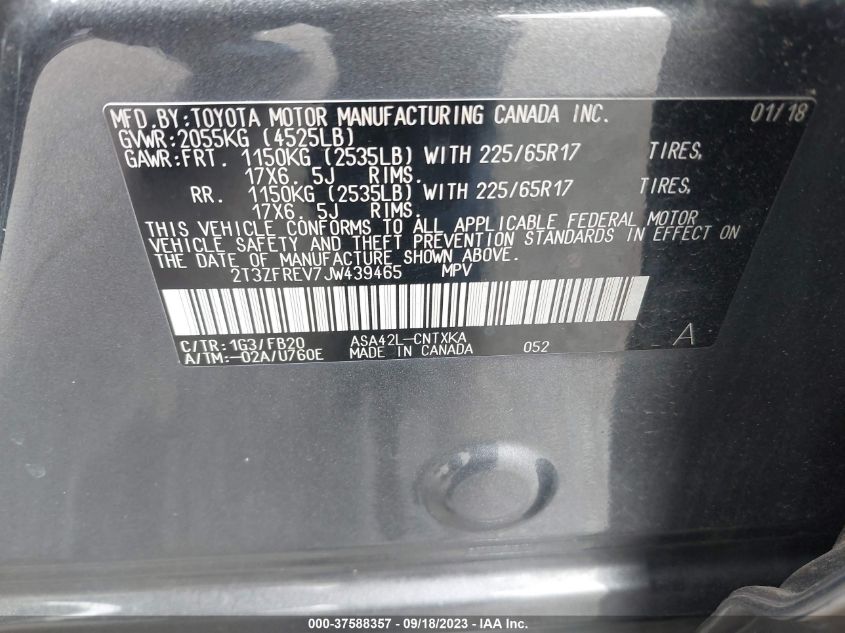 MFD.BY:TOYOTA MOTOR MANUFACTURING CANADA INC. 01/18
GVWR:2055KG (4525LB)
GAWR:FRT. 1150KG (2535LB) WITH 225/65R17 TIRES,
17X6. 5J RIMS.
RR. 1150KG (2535LB) WITH 225/65R17 TIRES,
17X6. 5J RIMS.
THIS VEHICLE CONFORMS TO ALL APPLICABLE FEDERAL MOTOR
VEHICLE SAFETY AND THEFT PREVENTION STANDARDS IN EFFECT ON
THE DATE OF MANUFACTURE SHOWN ABOVE.
2T3ZFREV7JW439465 MPV
C/TR:1G3/FB20 ASA42L-CNTXKA A
A/TM:-02A/U760E MADE IN CANADA 052
000-37588357 - 09/18/2023 - IAA Inc.